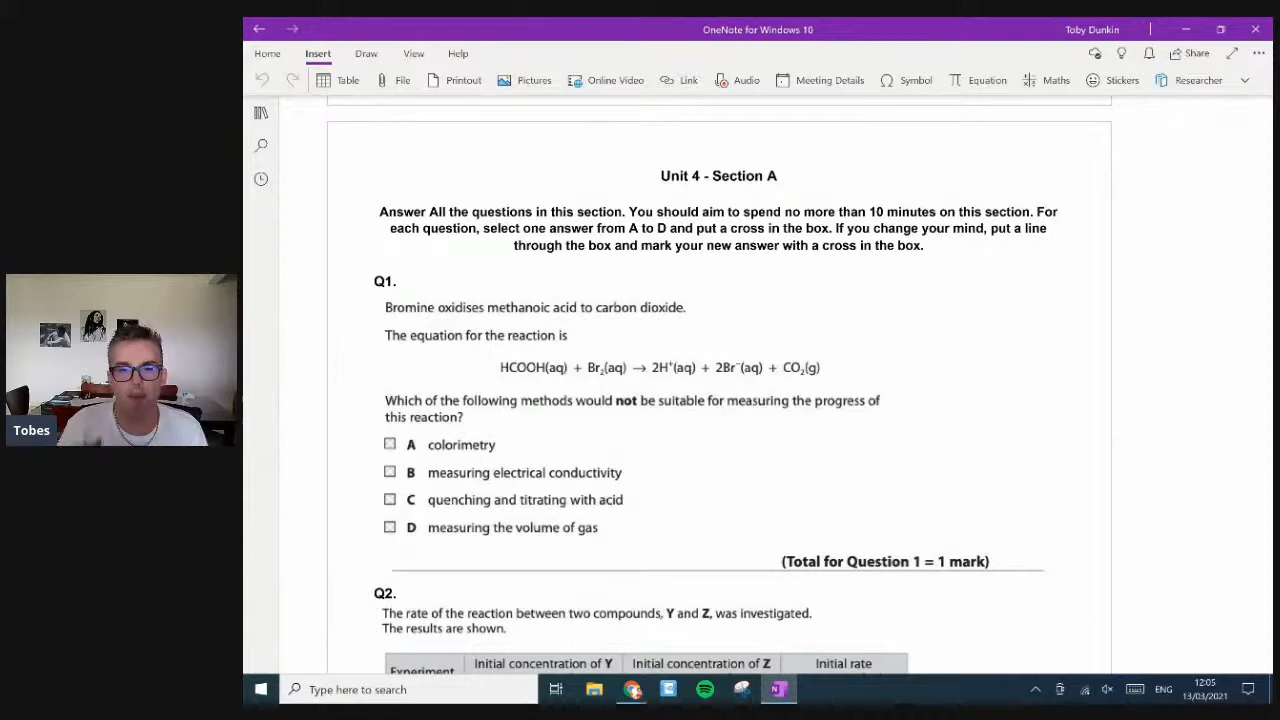 OneNote for Windows 10
Toby Dunkin
Home Insert Draw View Help
Share
Table File Printout Pictures Online Video Link Audio Meeting Details Symbol Equation Maths Stickers Researcher
Unit 4 - Section A
Answer All the questions in this section. You should aim to spend no more than 10 minutes on this section. For
each question, select one answer from A to D and put a cross in the box. If you change your mind, put a line
through the box and mark your new answer with a cross in the box.
Q1.
Bromine oxidises methanoic acid to carbon dioxide.
The equation for the reaction is
HCOOH(aq) + Br₂(aq) → 2H⁺(aq) + 2Br⁻(aq) + CO₂(g)
Which of the following methods would not be suitable for measuring the progress of
this reaction?
A colorimetry
B measuring electrical conductivity
C quenching and titrating with acid
D measuring the volume of gas
(Total for Question 1 = 1 mark)
Q2.
The rate of the reaction between two compounds, Y and Z, was investigated.
The results are shown.
Experiment Initial concentration of Y Initial concentration of Z Initial rate
Tobes
Type here to search
ENG
12:05
13/03/2021